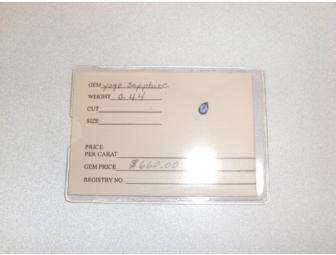 GEM yogo Sapphire
WEIGHT 0.44
CUT
SIZE
PRICE
PER CARAT
GEM PRICE $660.00
REGISTRY NO.